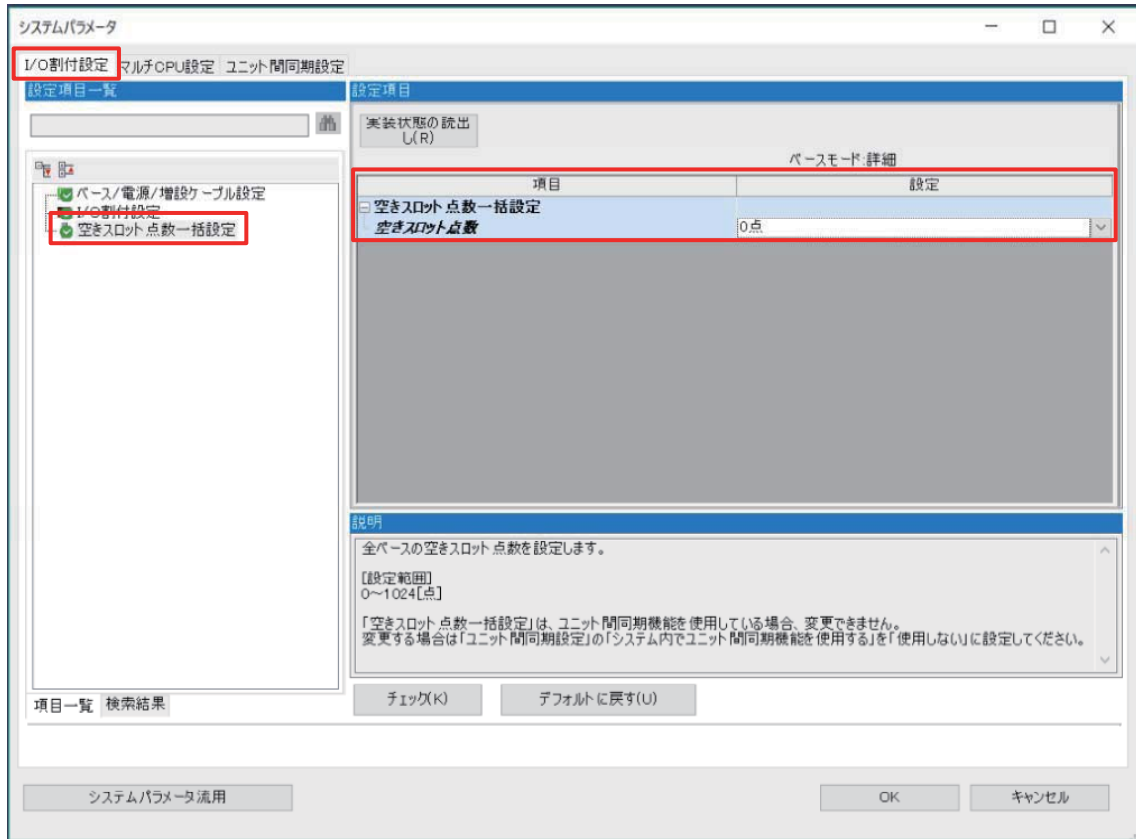 システムパラメータ
I/O割付設定 マルチCPU設定 ユニット間同期設定
設定項目一覧
ベース/電源/増設ケーブル設定
I/O割付設定
空きスロット点数一括設定
項目一覧 検索結果
設定項目
実装状態の読出
し(R)
ベースモード:詳細
項目 設定
空きスロット点数一括設定
空きスロット点数 0点
説明
全ベースの空きスロット点数を設定します。
[設定範囲]
0～1024[点]
「空きスロット点数一括設定」は、ユニット間同期機能を使用している場合、変更できません。
変更する場合は「ユニット間同期設定」の「システム内でユニット間同期機能を使用する」を「使用しない」に設定してください。
チェック(K) デフォルトに戻す(U)
システムパラメータ流用 OK キャンセル